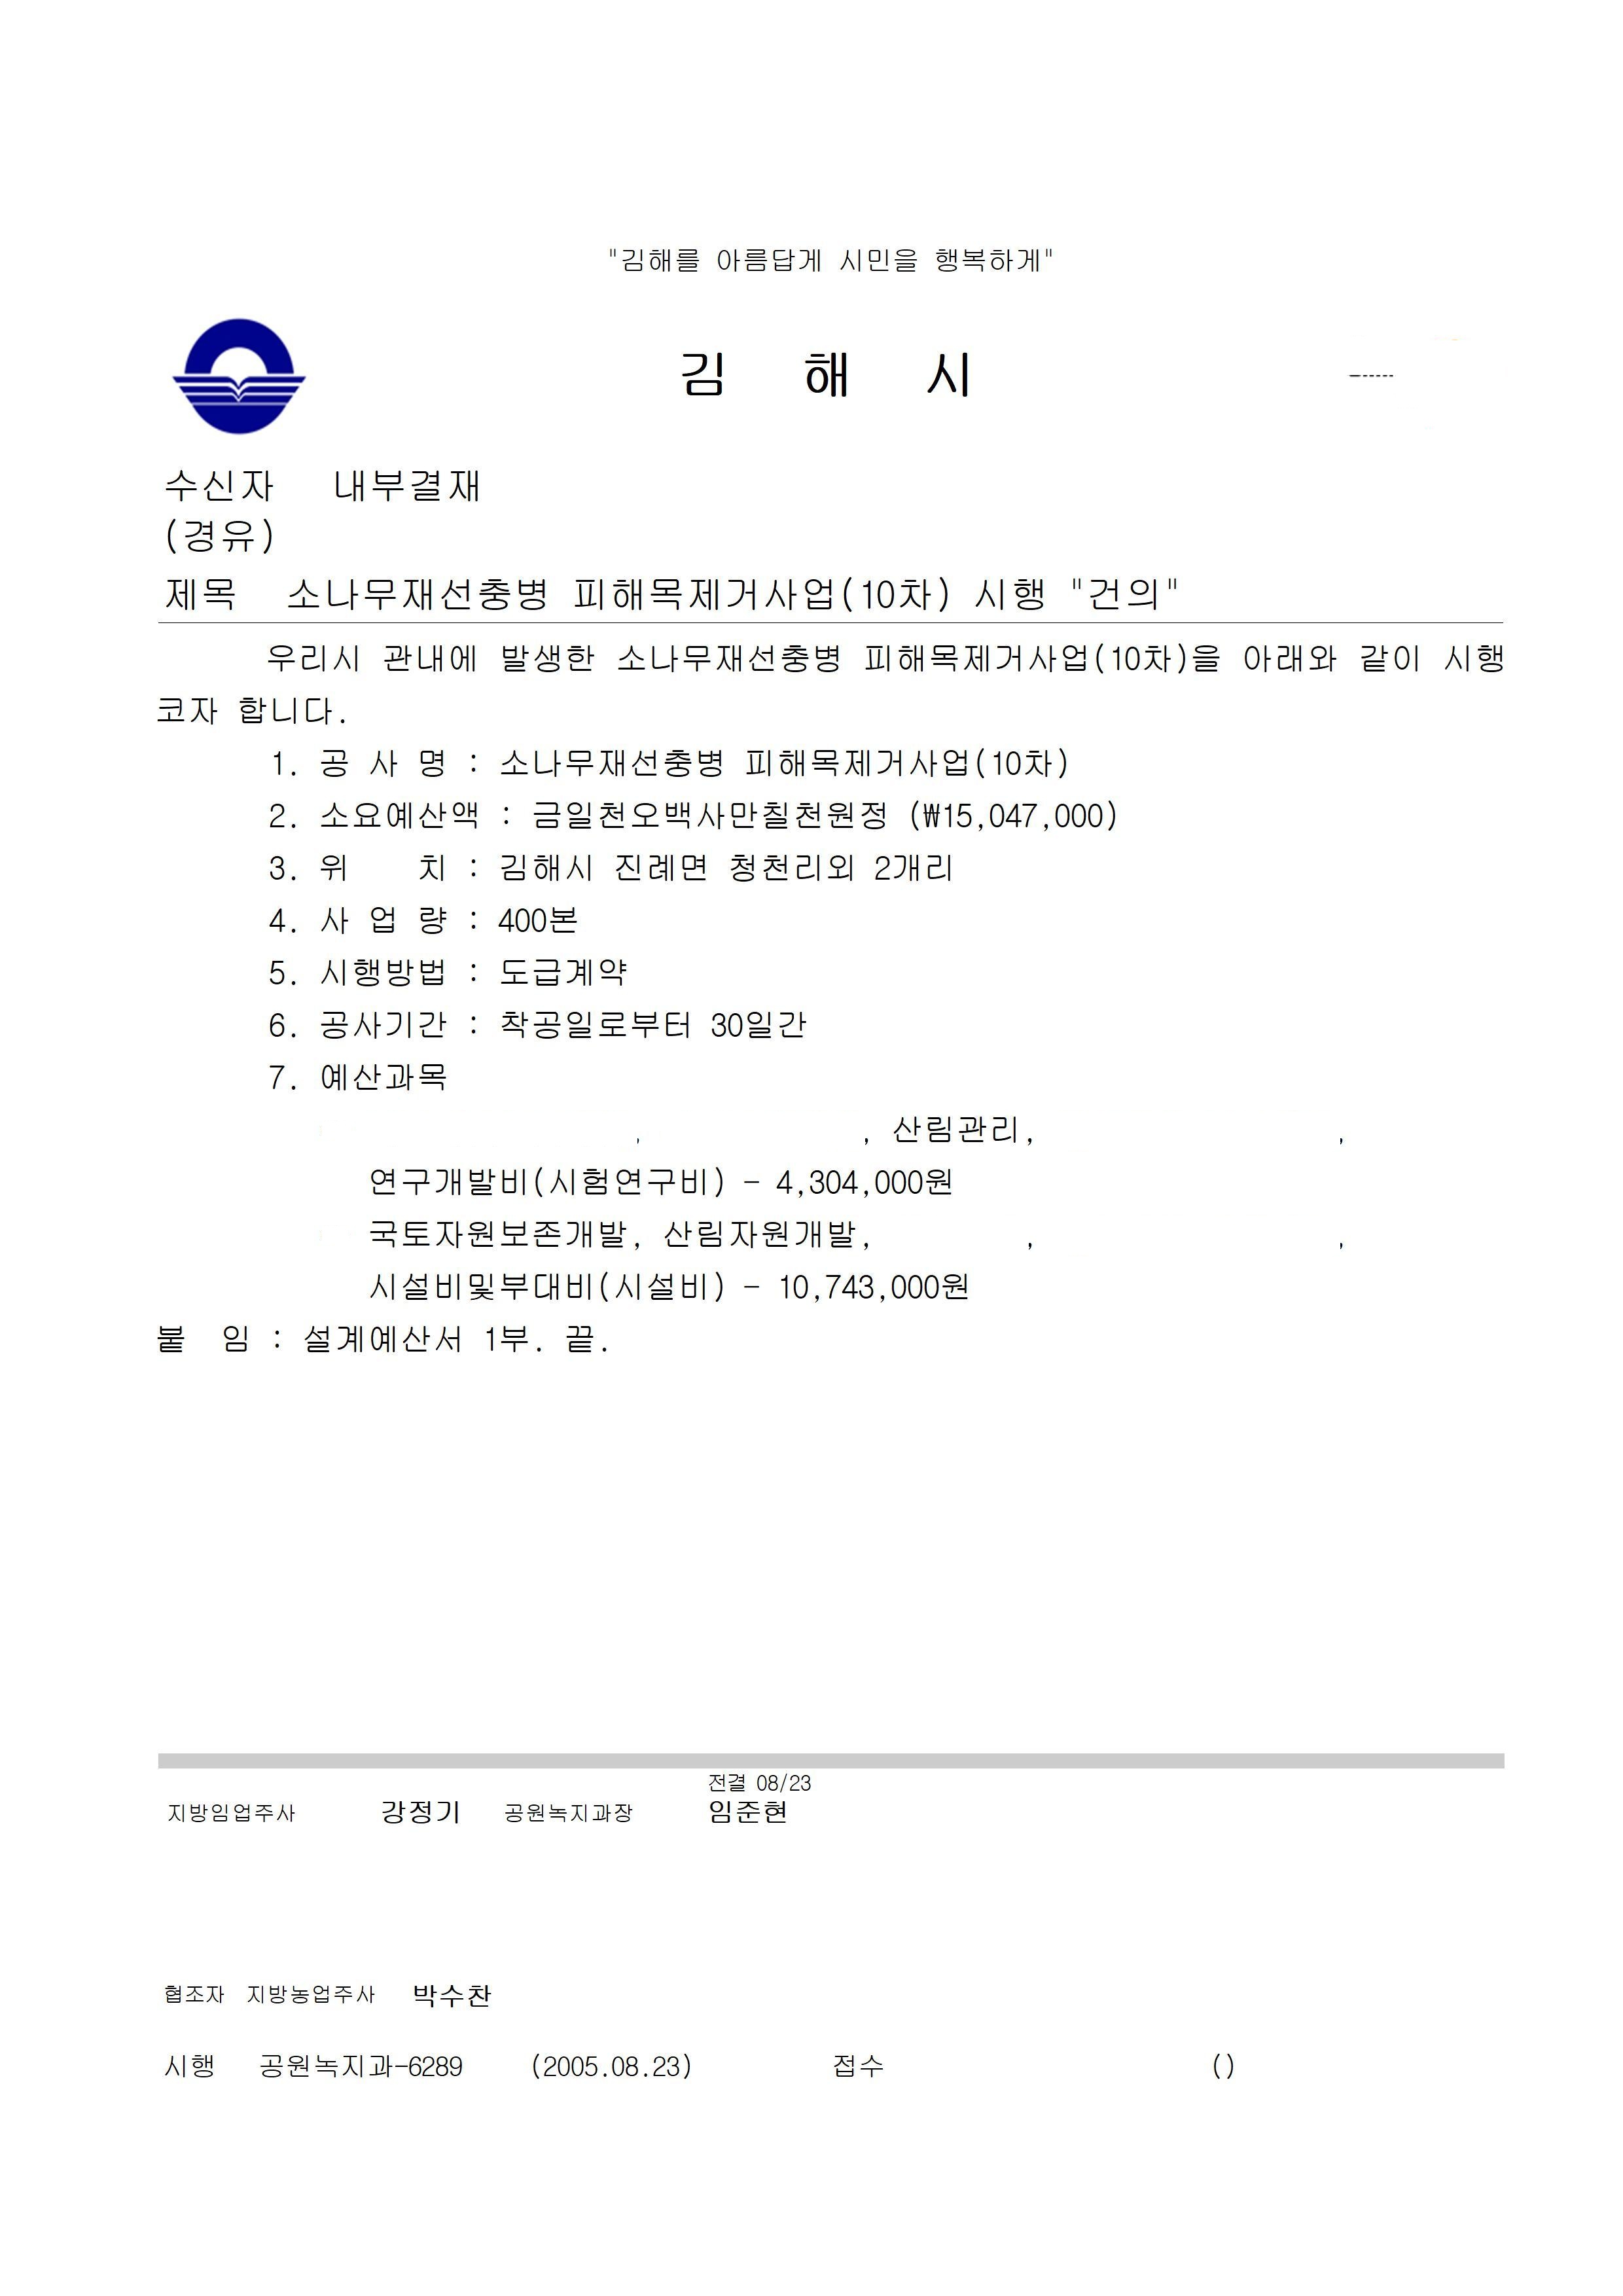 "김해를 아름답게 시민을 행복하게"
김 해 시
수신자 내부결재
(경유)
제목 소나무재선충병 피해목제거사업(10차) 시행 "건의"
우리시 관내에 발생한 소나무재선충병 피해목제거사업(10차)을 아래와 같이 시행
코자 합니다.
1. 공 사 명 : 소나무재선충병 피해목제거사업(10차)
2. 소요예산액 : 금일천오백사만칠천원정 (₩15,047,000)
3. 위 치 : 김해시 진례면 청천리외 2개리
4. 사 업 량 : 400본
5. 시행방법 : 도급계약
6. 공사기간 : 착공일로부터 30일간
7. 예산과목
, , 산림관리, ,
연구개발비(시험연구비) - 4,304,000원
국토자원보존개발, 산림자원개발, , ,
시설비및부대비(시설비) - 10,743,000원
붙 임 : 설계예산서 1부. 끝.
전결 08/23
지방임업주사 강정기 공원녹지과장 임준현
협조자 지방농업주사 박수찬
시행 공원녹지과-6289 (2005.08.23) 접수 ()